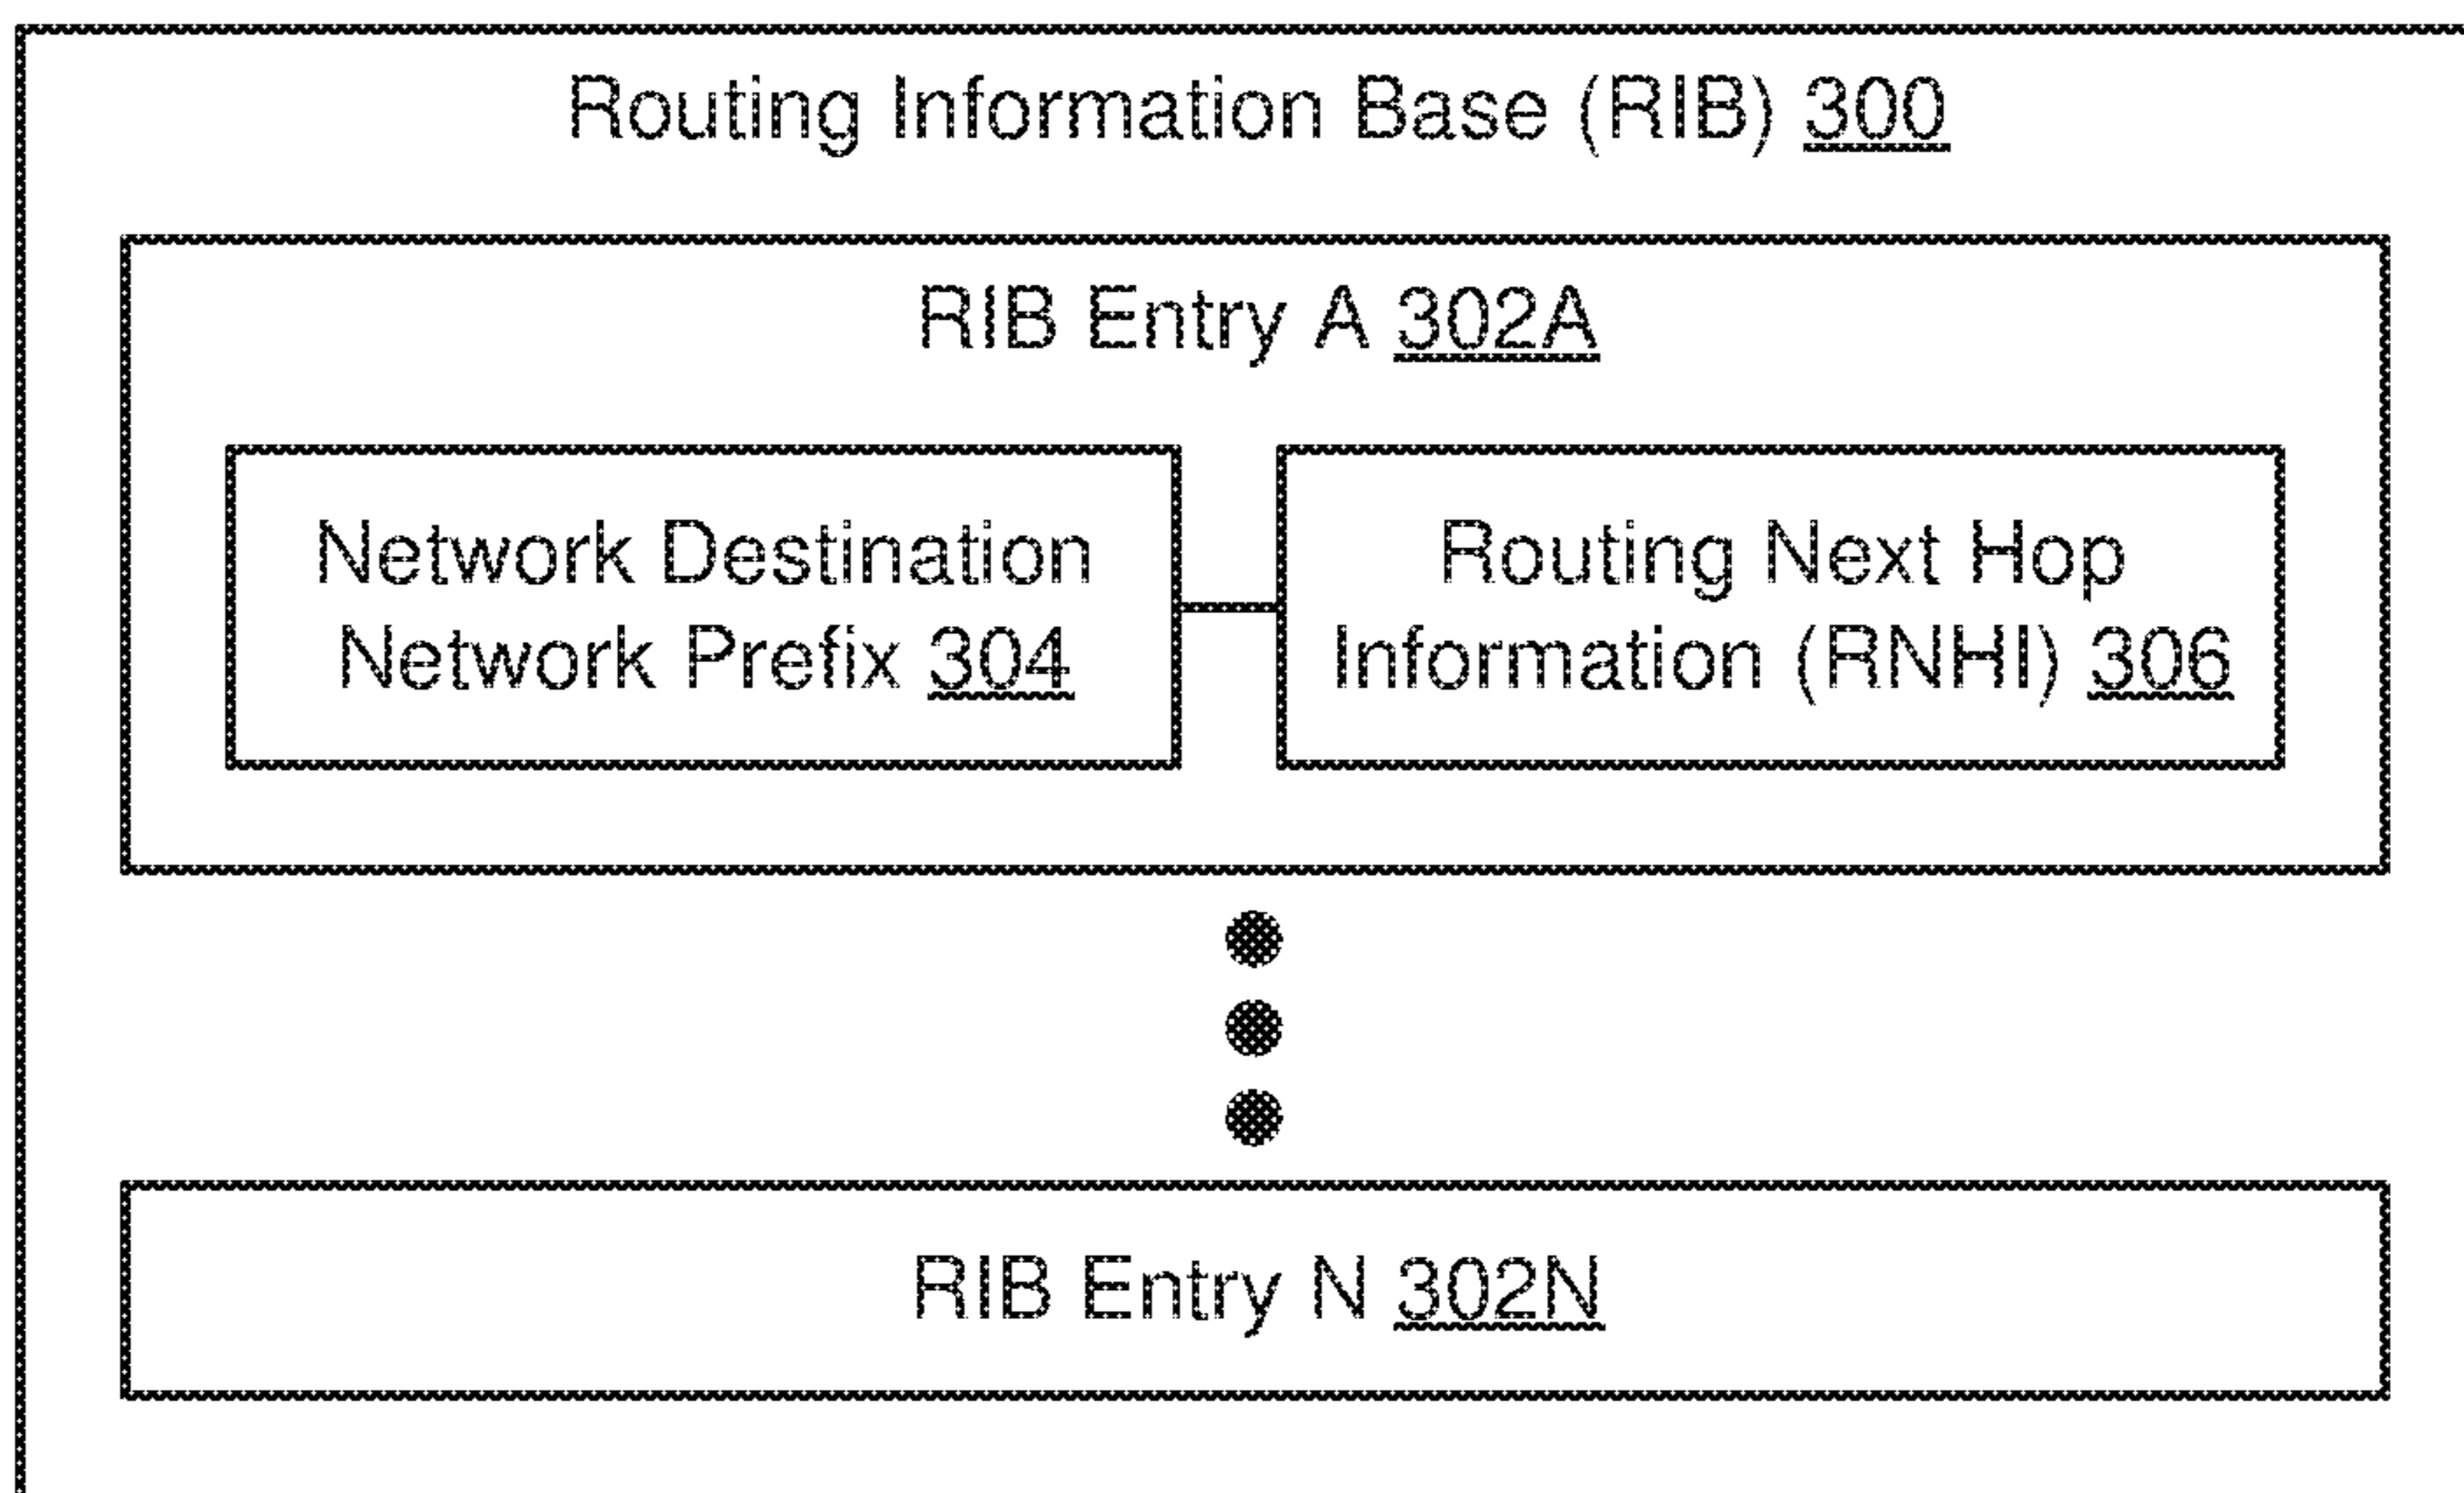 Routing Information Base (RIB) 300
RIB Entry A 302A
Network Destination
Network Prefix 304
Routing Next Hop
Information (RNHI) 306
RIB Entry N 302N